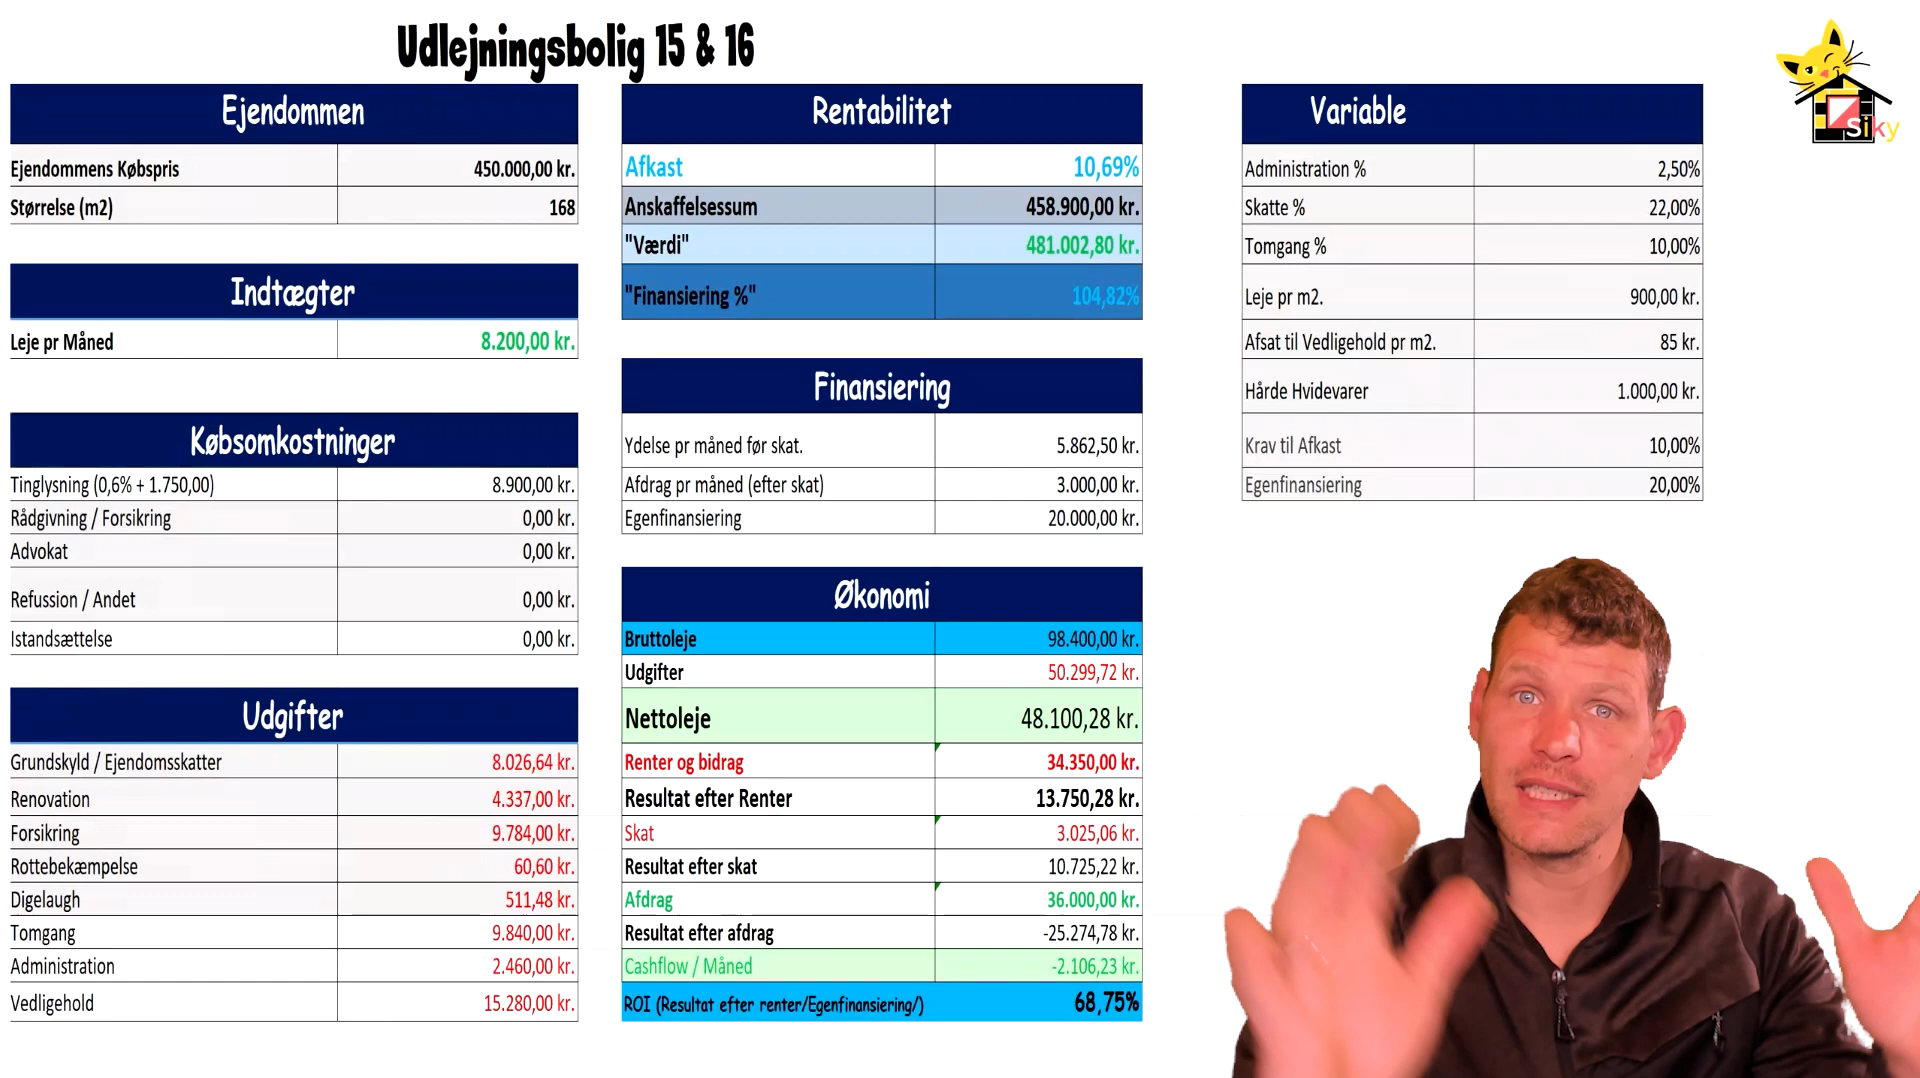 Udlejningsbolig 15 & 16
Ejendommen
Ejendommens Købspris 450.000,00 kr.
Størrelse (m2) 168
Indtægter
Leje pr Måned 8.200,00 kr.
Købsomkostninger
Tinglysning (0,6% + 1.750,00) 8.900,00 kr.
Rådgivning / Forsikring 0,00 kr.
Advokat 0,00 kr.
Refussion / Andet 0,00 kr.
Istandsættelse 0,00 kr.
Udgifter
Grundskyld / Ejendomsskatter 8.026,64 kr.
Renovation 4.337,00 kr.
Forsikring 9.784,00 kr.
Rottebekæmpelse 60,60 kr.
Digelaugh 511,48 kr.
Tomgang 9.840,00 kr.
Administration 2.460,00 kr.
Vedligehold 15.280,00 kr.
Rentabilitet
Afkast 10,69%
Anskaffelsessum 458.900,00 kr.
"Værdi" 481.002,80 kr.
"Finansiering %" 104,82%
Finansiering
Ydelse pr måned før skat. 5.862,50 kr.
Afdrag pr måned (efter skat) 3.000,00 kr.
Egenfinansiering 20.000,00 kr.
Økonomi
Bruttoleje 98.400,00 kr.
Udgifter 50.299,72 kr.
Nettoleje 48.100,28 kr.
Renter og bidrag 34.350,00 kr.
Resultat efter Renter 13.750,28 kr.
Skat 3.025,06 kr.
Resultat efter skat 10.725,22 kr.
Afdrag 36.000,00 kr.
Resultat efter afdrag -25.274,78 kr.
Cashflow / Måned -2.106,23 kr.
ROI (Resultat efter renter/Egenfinansiering/) 68,75%
Variable
Administration % 2,50%
Skatte % 22,00%
Tomgang % 10,00%
Leje pr m2. 900,00 kr.
Afsat til Vedligehold pr m2. 85 kr.
Hårde Hvidevarer 1.000,00 kr.
Krav til Afkast 10,00%
Egenfinansiering 20,00%
Siky